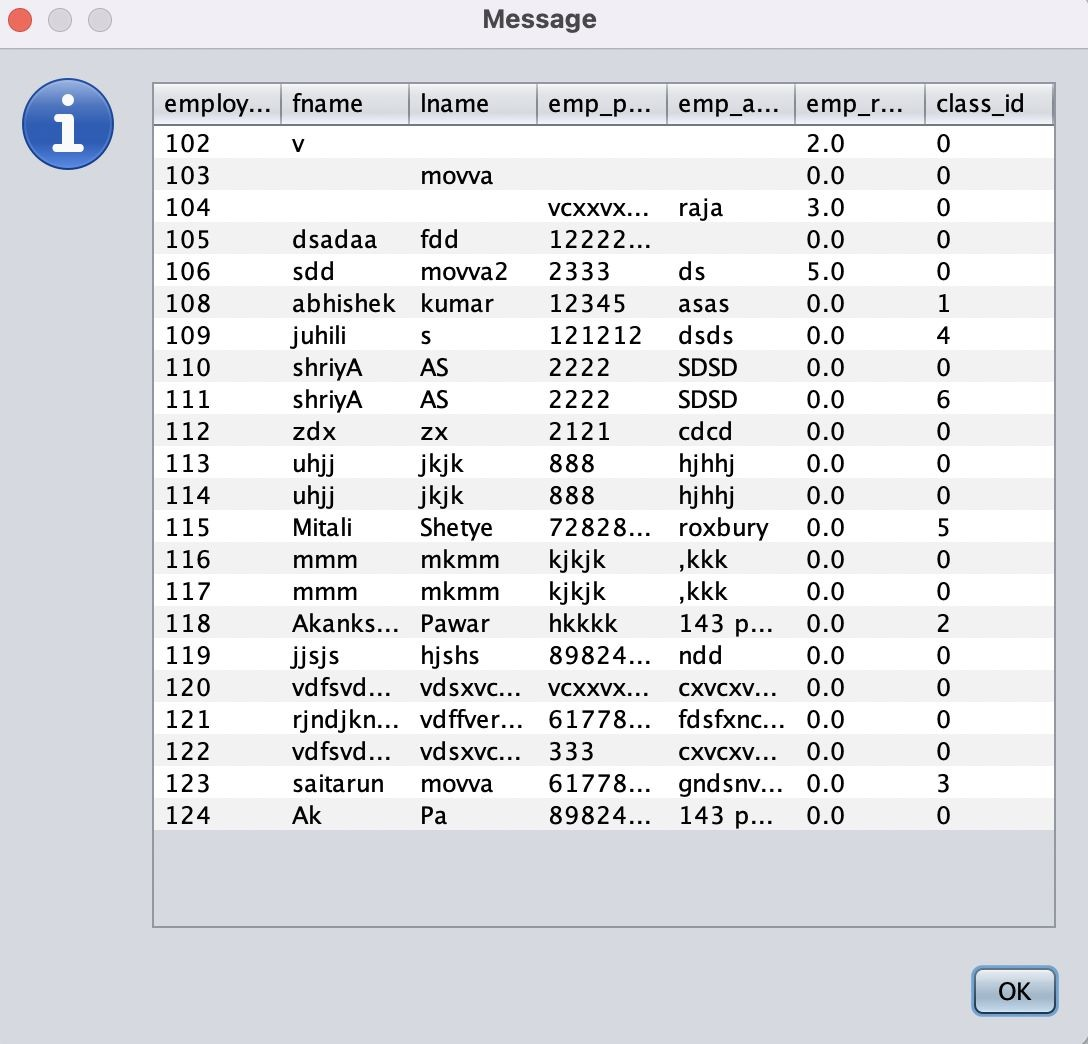 Message
employ... fname lname emp_p... emp_a... emp_r... class_id
102 v 2.0 0
103 movva 0.0 0
104 vcxxvx... raja 3.0 0
105 dsadaa fdd 12222... 0.0 0
106 sdd movva2 2333 ds 5.0 0
108 abhishek kumar 12345 asas 0.0 1
109 juhili s 121212 dsds 0.0 4
110 shriyA AS 2222 SDSD 0.0 0
111 shriyA AS 2222 SDSD 0.0 6
112 zdx zx 2121 cdcd 0.0 0
113 uhjj jkjk 888 hjhhj 0.0 0
114 uhjj jkjk 888 hjhhj 0.0 0
115 Mitali Shetye 72828... roxbury 0.0 5
116 mmm mkmm kjkjk ,kkk 0.0 0
117 mmm mkmm kjkjk ,kkk 0.0 0
118 Akanks... Pawar hkkkk 143 p... 0.0 2
119 jjsjs hjshs 89824... ndd 0.0 0
120 vdfsvd... vdsxvc... vcxxvx... cxvcxv... 0.0 0
121 rjndjkn... vdffver... 61778... fdsfxnc... 0.0 0
122 vdfsvd... vdsxvc... 333 cxvcxv... 0.0 0
123 saitarun movva 61778... gndsnv... 0.0 3
124 Ak Pa 89824... 143 p... 0.0 0
OK